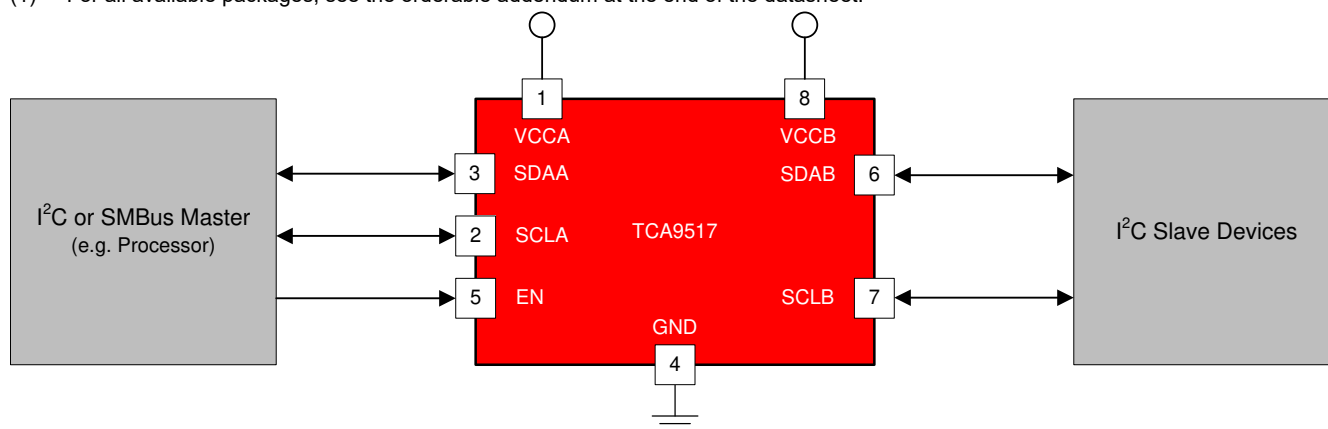 (1) For all available packages, see the orderable addendum at the end of the datasheet.
1
8
VCCA
VCCB
3
SDAA
SDAB
6
I²C or SMBus Master
(e.g. Processor)
2
SCLA
TCA9517
I²C Slave Devices
5
EN
SCLB
7
GND
4